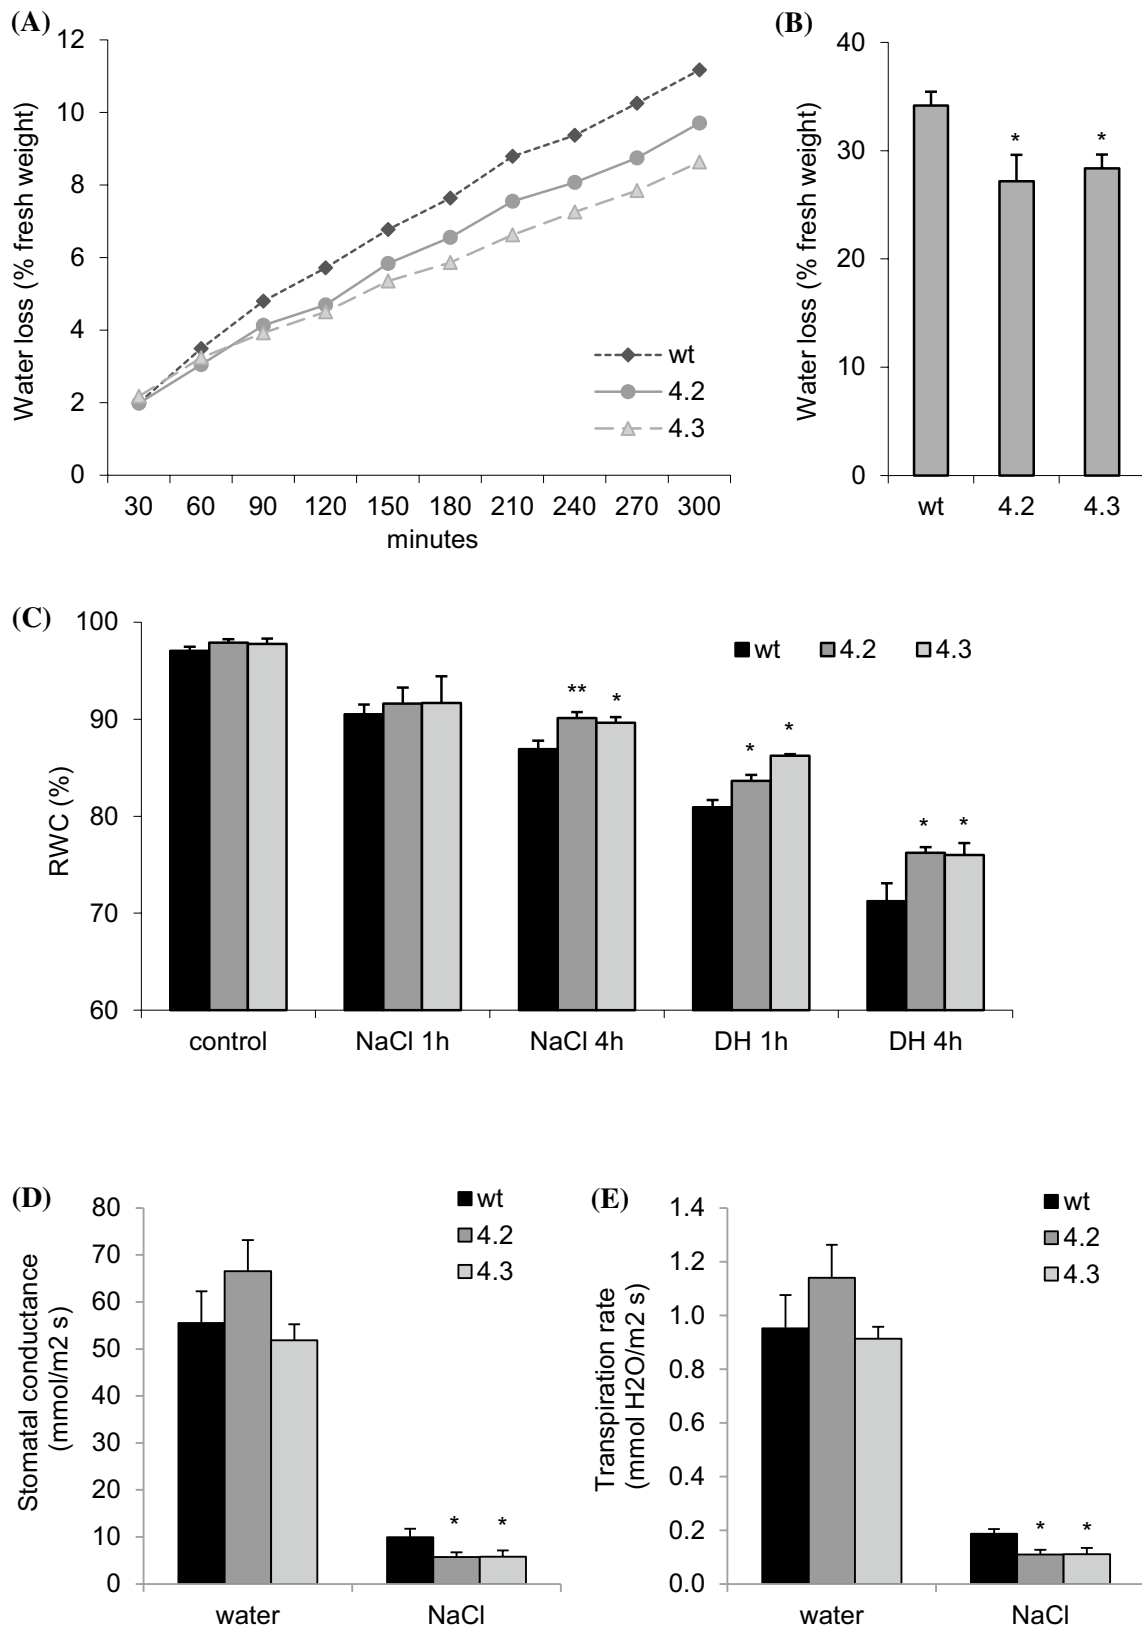 (A)
Water loss (% fresh weight)
12
10
8
6
4
2
0
wt
4.2
4.3
30 60 90 120 150 180 210 240 270 300
minutes
(B)
Water loss (% fresh weight)
40
30
20
10
0
* *
wt 4.2 4.3
(C)
RWC (%)
100
90
80
70
60
wt 4.2 4.3
** *
* *
* *
control NaCl 1h NaCl 4h DH 1h DH 4h
(D)
Stomatal conductance
(mmol/m2 s)
80
70
60
50
40
30
20
10
0
wt
4.2
4.3
* *
water NaCl
(E)
Transpiration rate
(mmol H2O/m2 s)
1.4
1.2
1.0
0.8
0.6
0.4
0.2
0.0
wt
4.2
4.3
* *
water NaCl